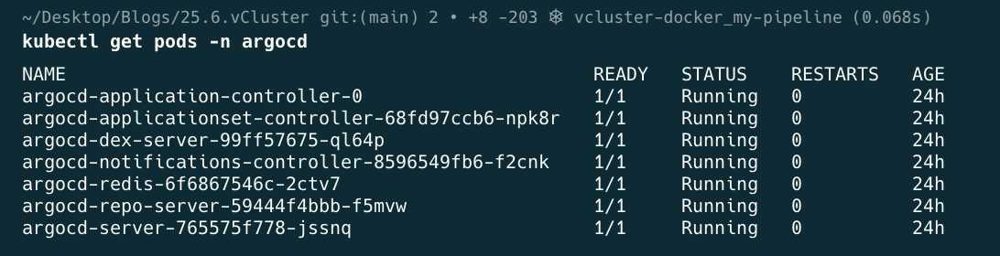 ~/Desktop/Blogs/25.6.vCluster git:(main) 2 • +8 -203 ⎈ vcluster-docker_my-pipeline (0.068s)
kubectl get pods -n argocd
NAME READY STATUS RESTARTS AGE
argocd-application-controller-0 1/1 Running 0 24h
argocd-applicationset-controller-68fd97ccb6-npk8r 1/1 Running 0 24h
argocd-dex-server-99ff57675-ql64p 1/1 Running 0 24h
argocd-notifications-controller-8596549fb6-f2cnk 1/1 Running 0 24h
argocd-redis-6f6867546c-2ctv7 1/1 Running 0 24h
argocd-repo-server-59444f4bbb-f5mvw 1/1 Running 0 24h
argocd-server-765575f778-jssnq 1/1 Running 0 24h